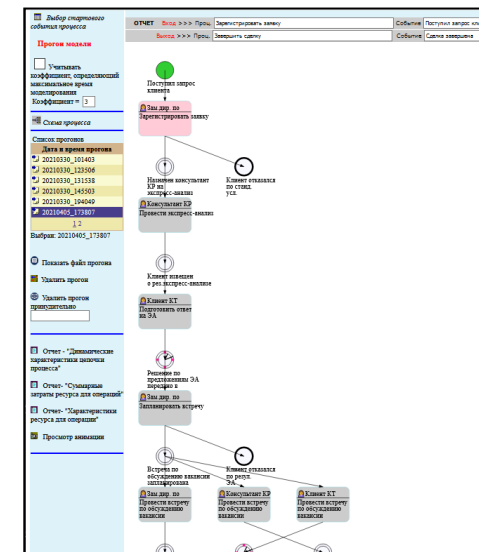 Выбор стартового
события процесса
Прогон модели
Учитывать
коэффициент, определяющий
максимальное время
моделирования
Коэффициент = 3
Схема процесса
Список прогонов
Дата и время прогона
20210330_101403
20210330_123506
20210330_131538
20210330_145503
20210330_194049
20210405_173807
1 2
Выбран: 20210405_173807
Показать файл прогона
Удалить прогон
Удалить прогон
принудительно
Отчет - "Динамические
характеристики цепочки
процесса"
Отчет- "Суммарные
затраты ресурса для операций"
Отчет- "Характеристики
ресурса для операции"
Просмотр анимации
ОТЧЕТ Вход >>> Проц. Зарегистрировать заявку Событие Поступил запрос
Выход >>> Проц. Завершить сделку Событие Сделка завершена
Поступил запрос
клиента
Зам дир. по
Зарегистрировать заявку
Назначен консультант
КР на
экспресс-анализ
Клиент отказался
по станд.
усл.
Консультант КР
Провести экспресс-анализ
Клиент извещен
о рез.экспресс-анализе
Клиент КТ
Подготовить ответ
на ЭА
Решение по
предложениям ЭА
передано в
Зам дир. по
Запланировать встречу
Встреча по
обсуждению вакансии
запланирована
Клиент отказался
по резул.
ЭА
Зам дир. по
Провести встречу
по обсуждению
вакансии
Консультант КР
Провести встречу
по обсуждению
вакансии
Клиент КТ
Провести встречу
по обсуждению
вакансии